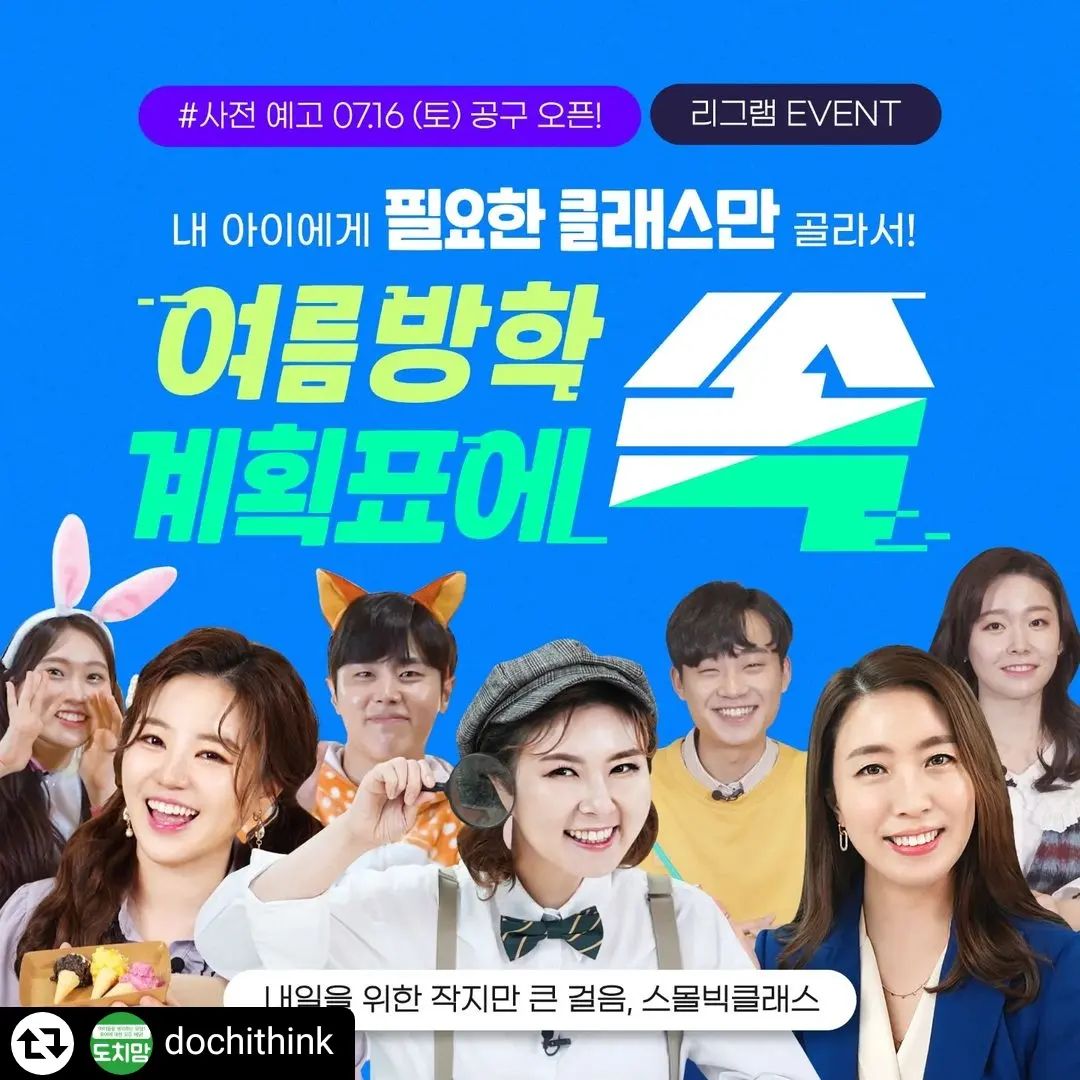 #사전 예고 07.16 (토) 공구 오픈!
리그램 EVENT
내 아이에게 필요한 클래스만 골라서!
여름방학
계획표에
쏙
내일을 위한 작지만 큰 걸음, 스몰빅클래스
도치맘
dochithink